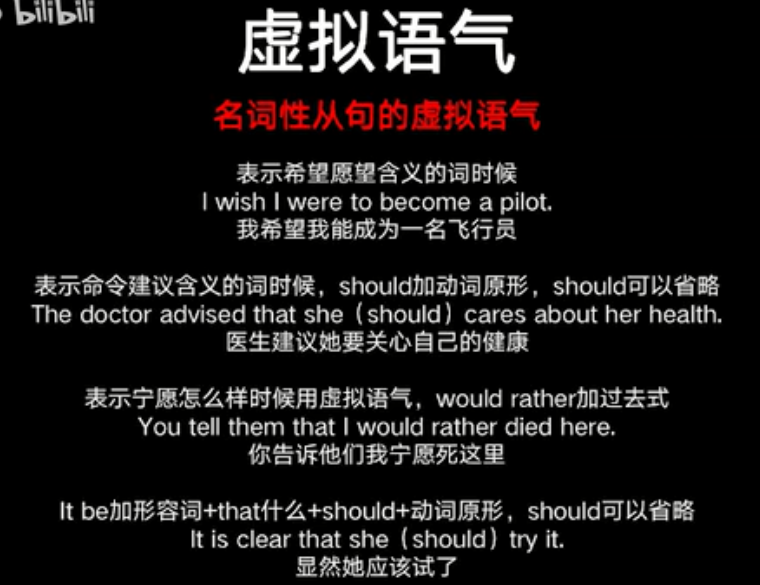 bilibili
虚拟语气
名词性从句的虚拟语气
表示希望愿望含义的词时候
I wish I were to become a pilot.
我希望我能成为一名飞行员
表示命令建议含义的词时候，should加动词原形，should可以省略
The doctor advised that she（should）cares about her health.
医生建议她要关心自己的健康
表示宁愿怎么样时候用虚拟语气，would rather加过去式
You tell them that I would rather died here.
你告诉他们我宁愿死这里
It be加形容词+that什么+should+动词原形，should可以省略
It is clear that she（should）try it.
显然她应该试了